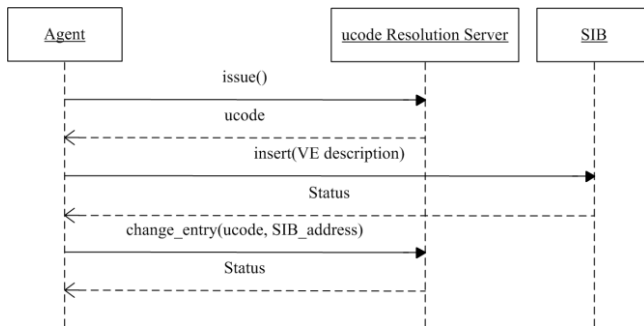 Agent
ucode Resolution Server
SIB
issue()
ucode
insert(VE description)
Status
change_entry(ucode, SIB_address)
Status